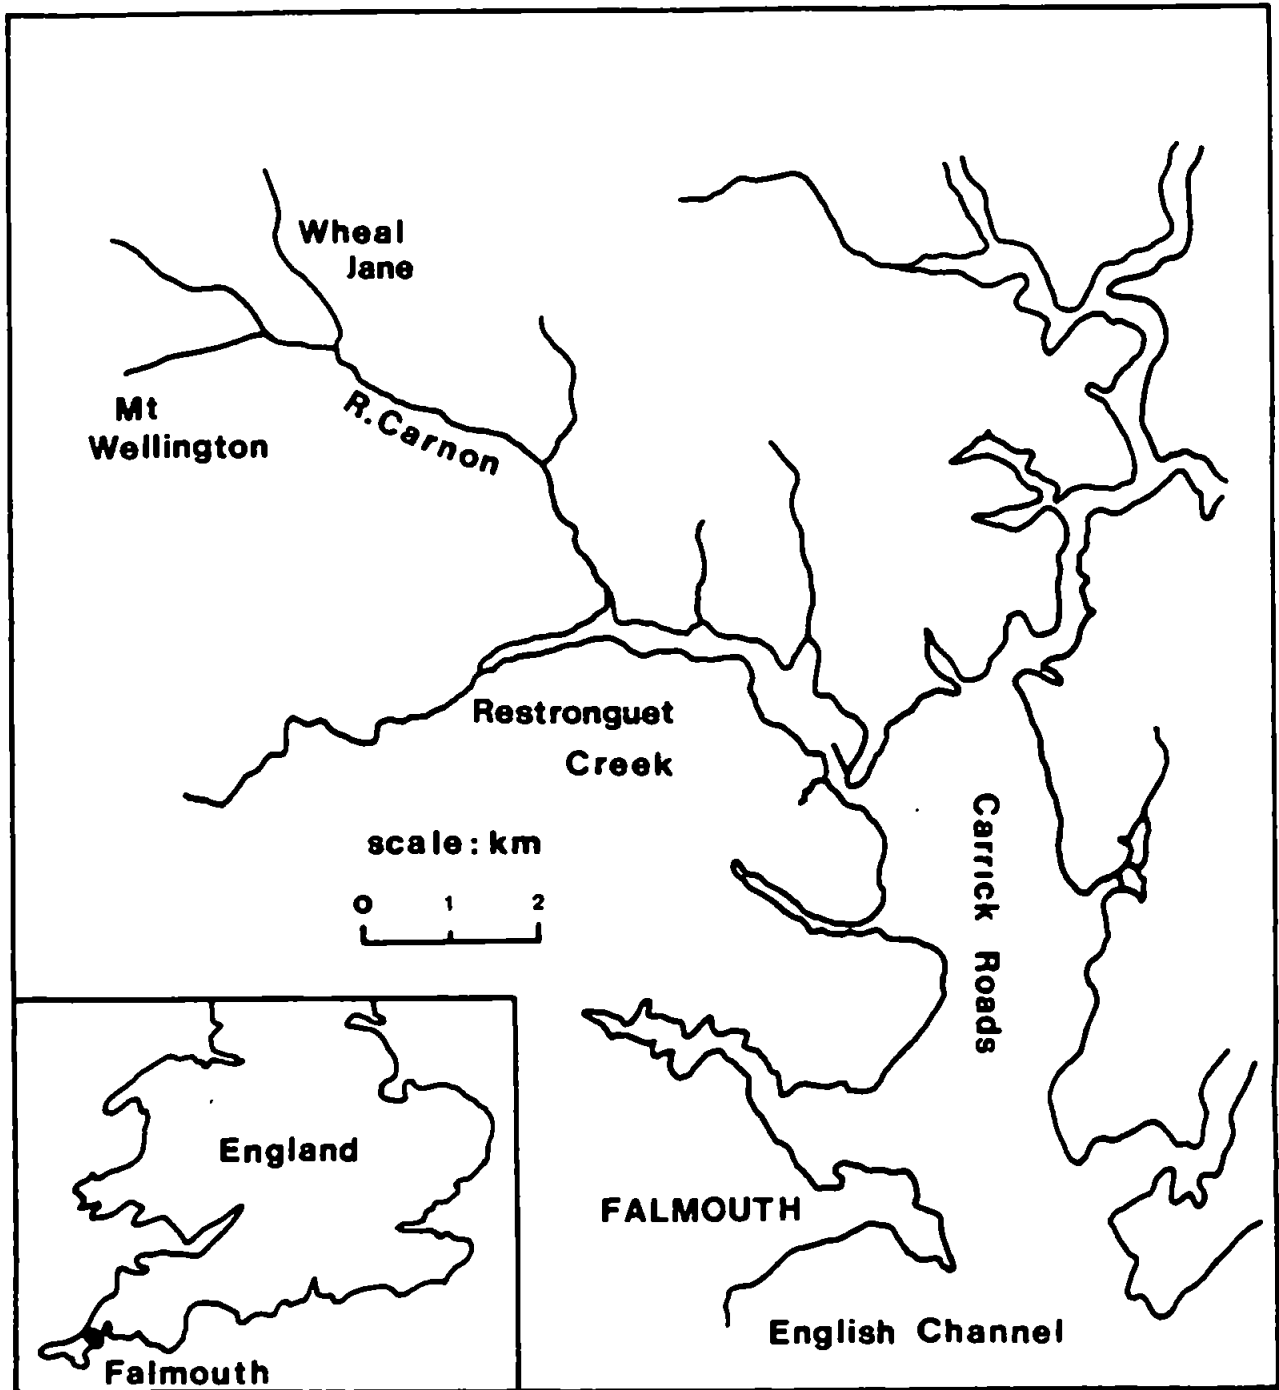 Wheal
Jane
Mt
Wellington
R. Carnon
Restronguet
Creek
scale: km
0 1 2
Carrick Roads
England
Falmouth
FALMOUTH
English Channel